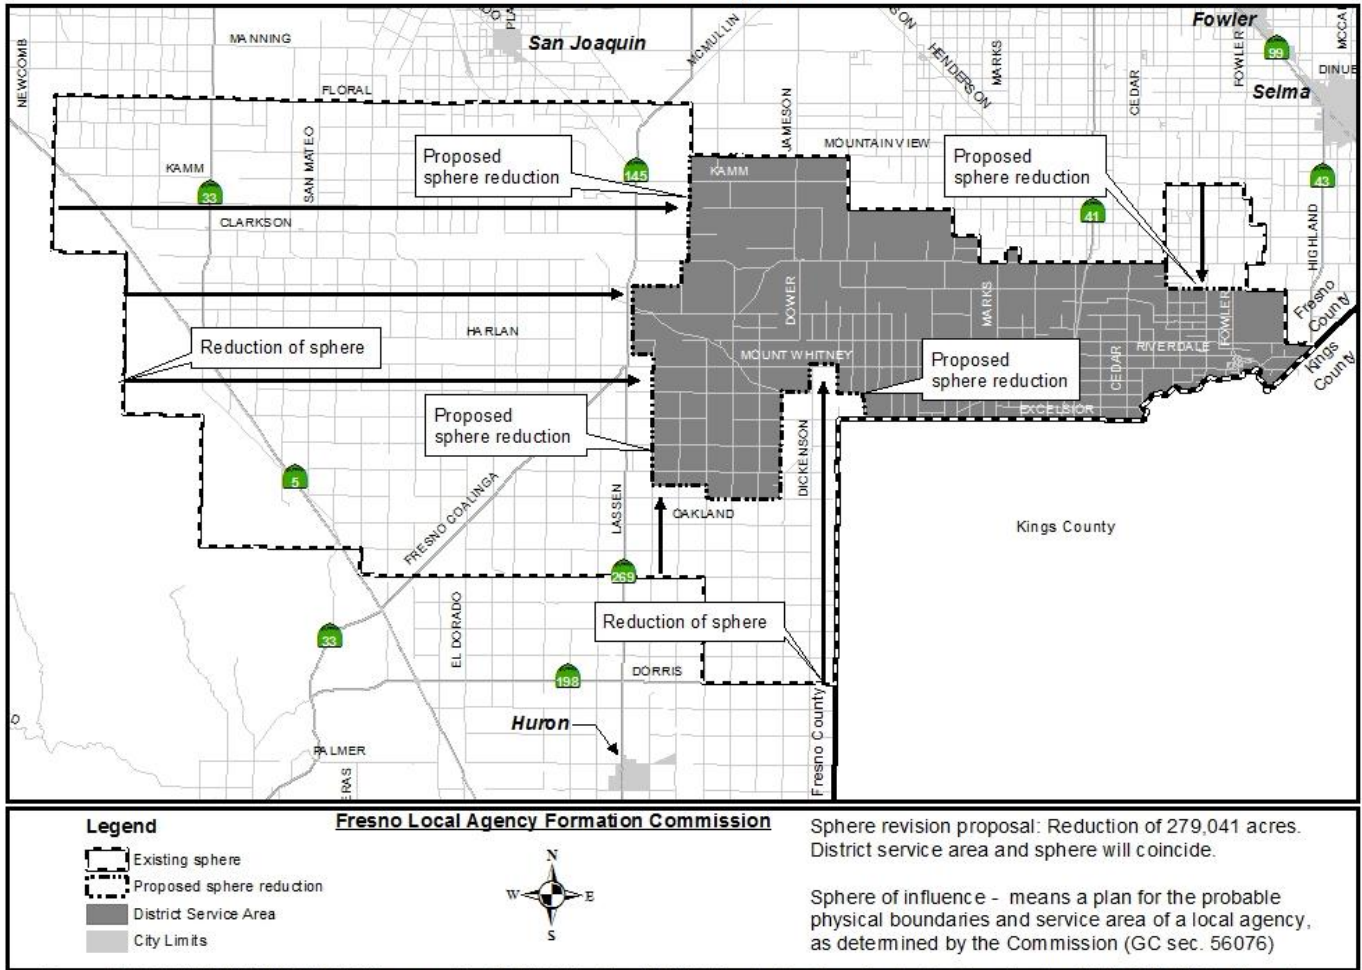 Fowler
MANNING
San Joaquin
MCMULLIN
SON
HENDERSON
MARKS
CEDAR
FOWLER
MCCA
99
DINUB
Selma
NEWCOMB
FLORAL
JAMESON
SAN MATEO
MOUNTAIN VIEW
Proposed
sphere reduction
Proposed
sphere reduction
KAMM
33
145
KAMM
41
43
CLARKSON
HIGHLAND
DOWER
MARKS
FOWLER
Fresno
County
Kings
County
HARLAN
Reduction of sphere
MOUNT WHITNEY
RIVERDALE
CEDAR
Proposed
sphere reduction
EXCELSIOR
Proposed
sphere reduction
DICKENSON
5
FRESNO COALINGA
LASSEN
OAKLAND
Kings County
269
EL DORADO
Reduction of sphere
33
198
DORRIS
Huron
Fresno County
PALMER
ERAS
Legend
Existing sphere
Proposed sphere reduction
District Service Area
City Limits
Fresno Local Agency Formation Commission
N
W E
S
Sphere revision proposal: Reduction of 279,041 acres.
District service area and sphere will coincide.
Sphere of influence - means a plan for the probable
physical boundaries and service area of a local agency,
as determined by the Commission (GC sec. 56076)